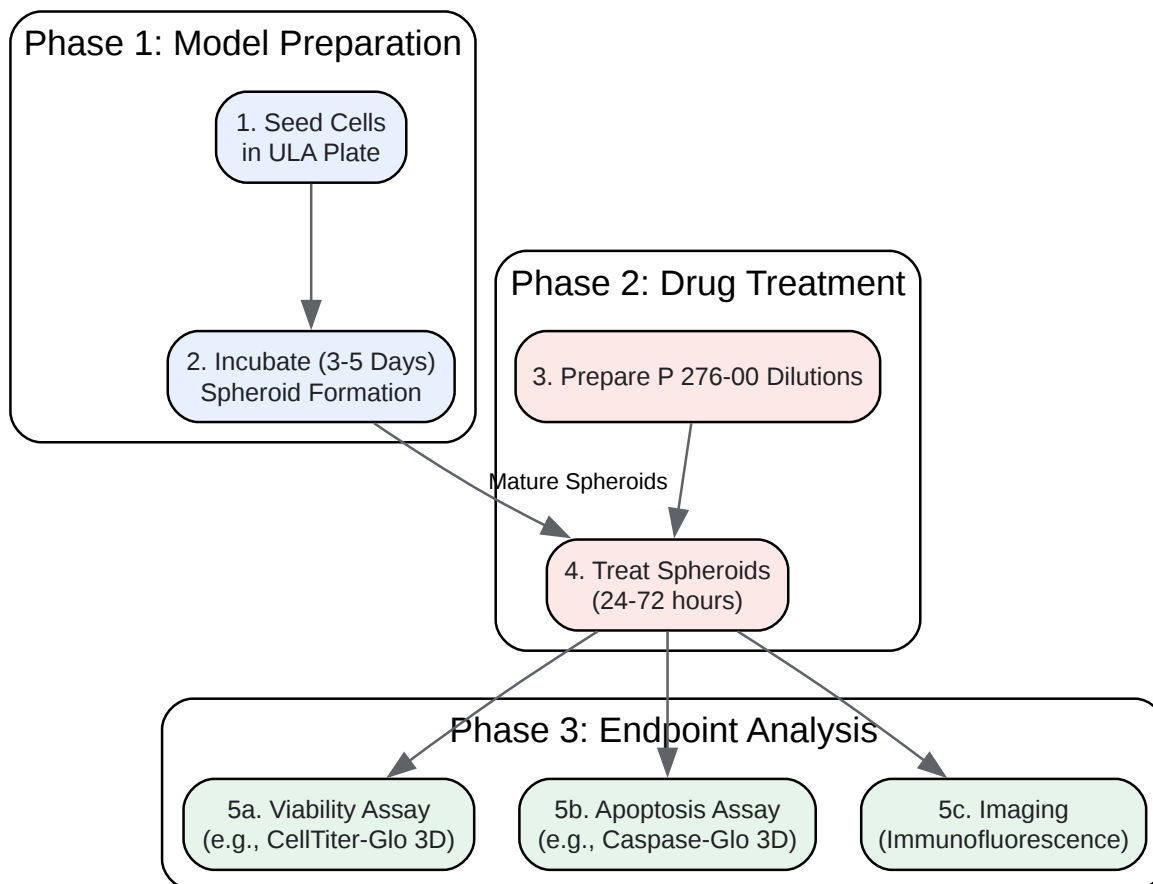 Phase 1: Model Preparation
1. Seed Cells
in ULA Plate
2. Incubate (3-5 Days)
Spheroid Formation
Phase 2: Drug Treatment
3. Prepare P 276-00 Dilutions
Mature Spheroids
4. Treat Spheroids
(24-72 hours)
Phase 3: Endpoint Analysis
5a. Viability Assay
(e.g., CellTiter-Glo 3D)
5b. Apoptosis Assay
(e.g., Caspase-Glo 3D)
5c. Imaging
(Immunofluorescence)